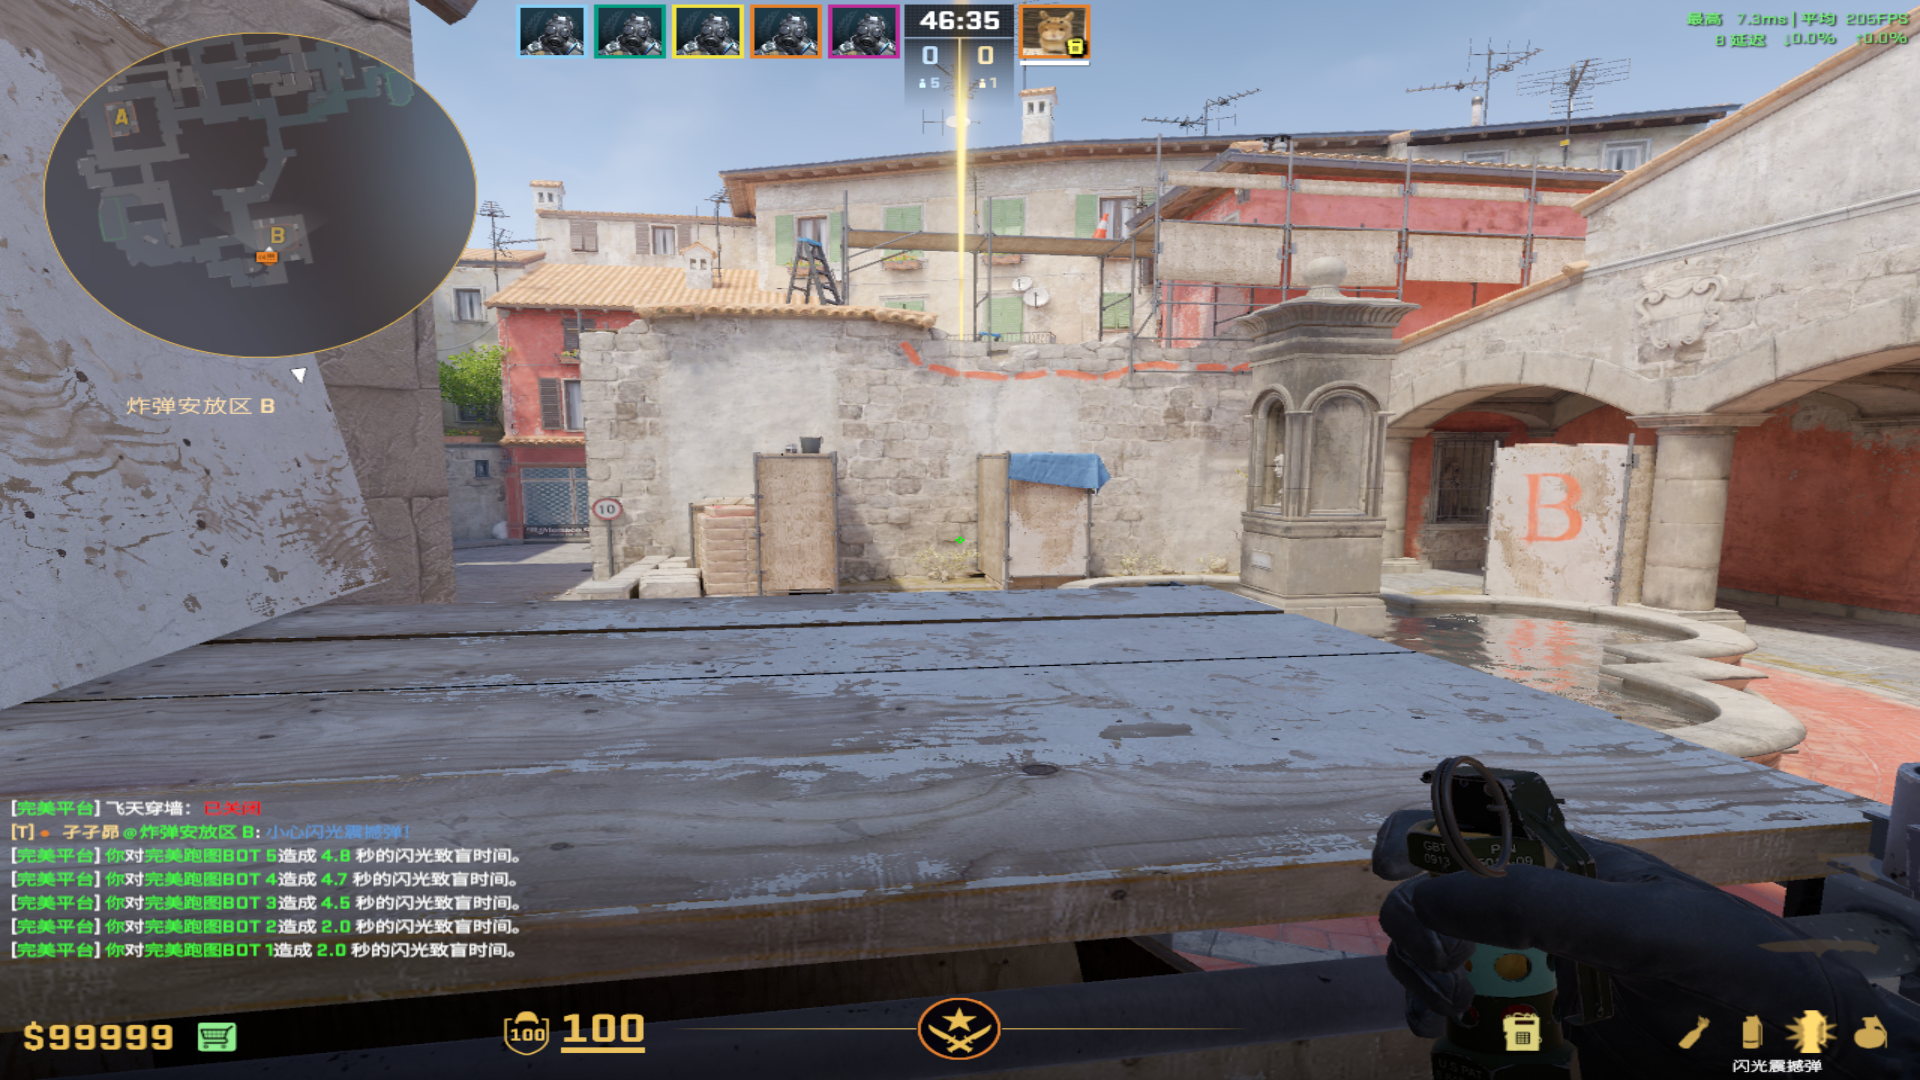 最高 7.3ms | 平均 205FPS
B 延迟 ↓0.0% ↑0.0%
46:35
0 0
5 1
A
B
炸弹安放区 B
10
B
[完美平台] 飞天穿墙：已关闭
[T] • 孑孑昴@炸弹安放区 B: 小心闪光震撼弹!
[完美平台] 你对完美跑图BOT 5造成 4.8 秒的闪光致盲时间。
[完美平台] 你对完美跑图BOT 4造成 4.7 秒的闪光致盲时间。
[完美平台] 你对完美跑图BOT 3造成 4.5 秒的闪光致盲时间。
[完美平台] 你对完美跑图BOT 2造成 2.0 秒的闪光致盲时间。
[完美平台] 你对完美跑图BOT 1造成 2.0 秒的闪光致盲时间。
$99999
100 100
闪光震撼弹